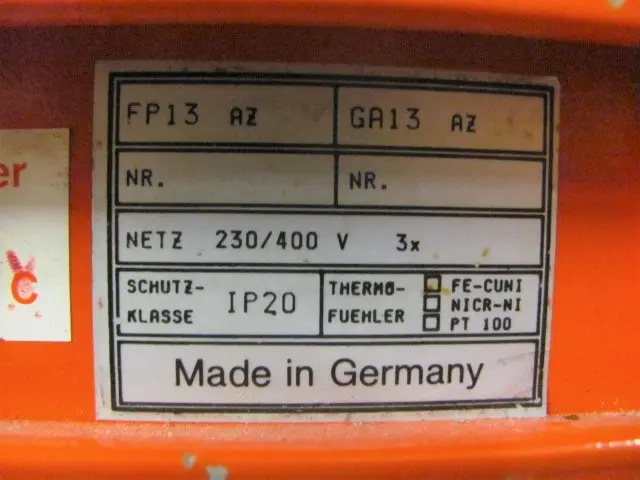 FP13 AZ GA13 AZ
NR. NR.
NETZ 230/400 V 3x
SCHUTZ-
KLASSE IP20
THERMO-
FUEHLER
FE-CUNI
NICR-NI
PT 100
Made in Germany
er
C